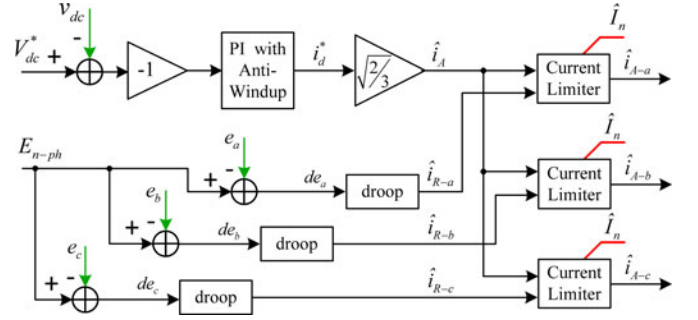 v_dc
V*_dc + -
-1
PI with
Anti-
Windup
i*_d
√2/3
î_A
Î_n
Current
Limiter
î_A-a
E_n-ph
e_a
+ -
de_a
droop
î_R-a
Î_n
Current
Limiter
î_A-b
e_b
+ -
de_b
droop
î_R-b
Î_n
Current
Limiter
î_A-c
e_c
+ -
de_c
droop
î_R-c